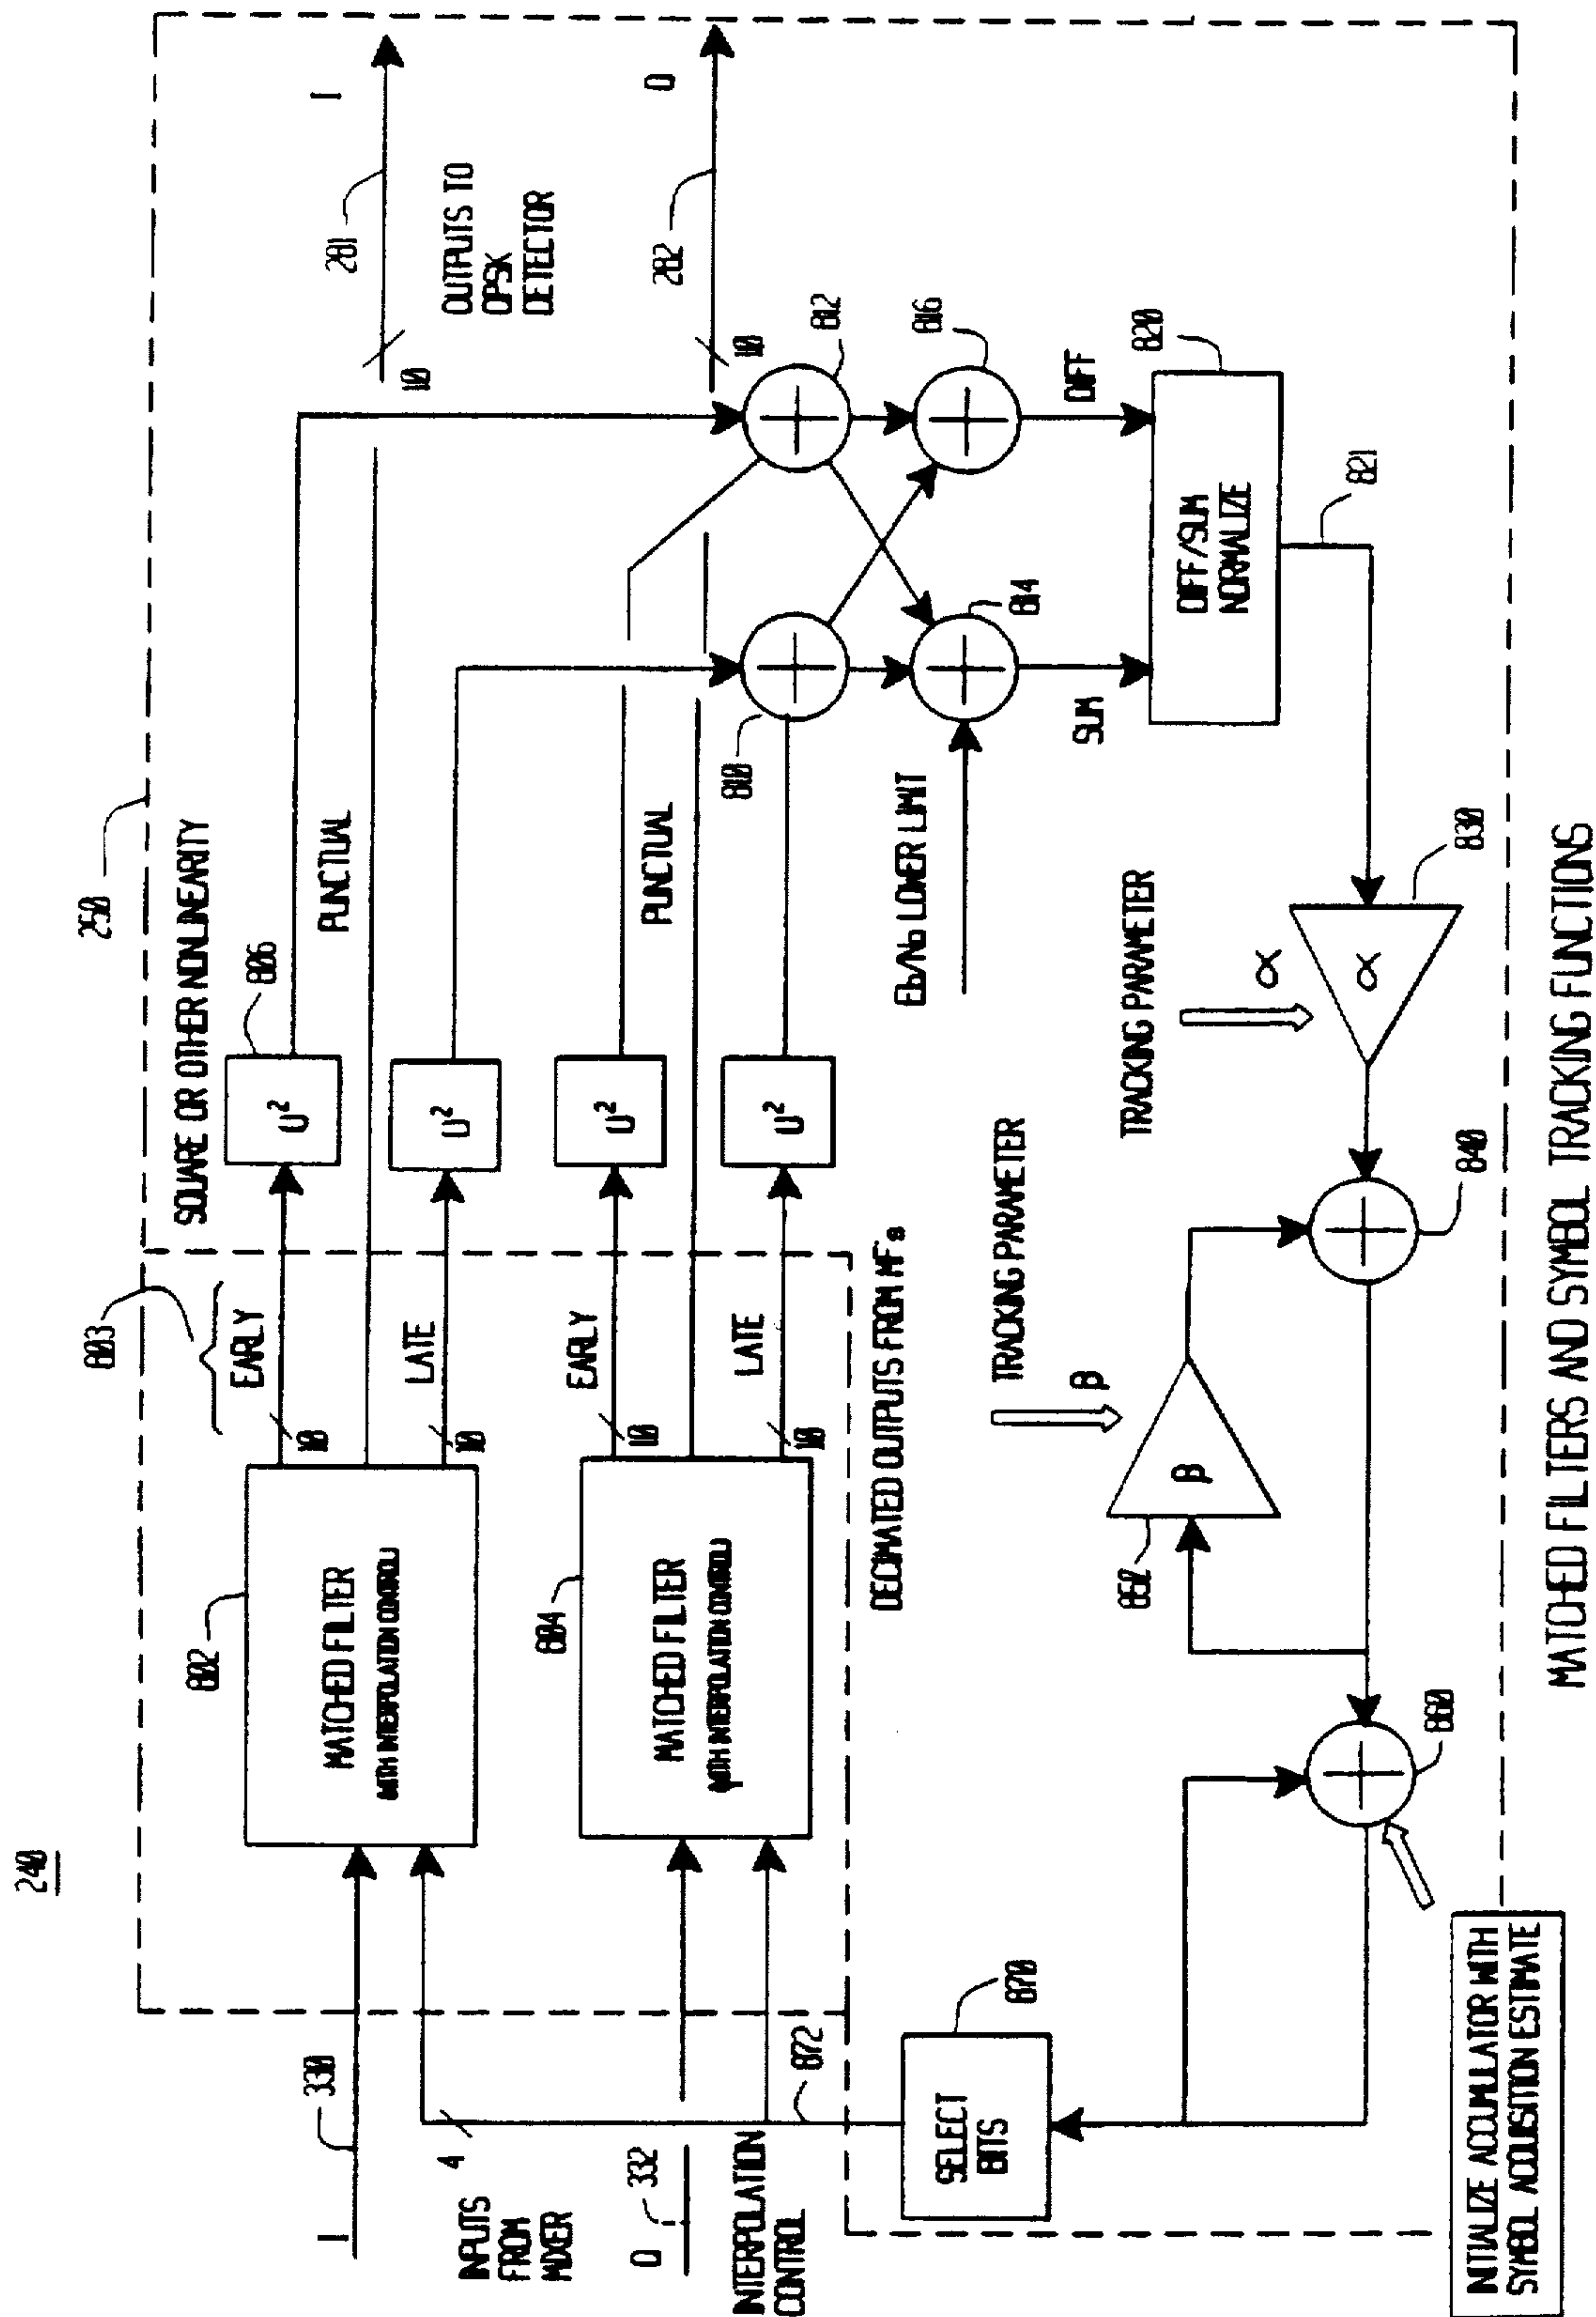 240
250
I
330
4
INPUTS
FROM
MIXER
Q
332
INTERPOLATION
CONTROL
872
802
MATCHED FILTER
(WITH INTERPOLATION CONTROL)
804
MATCHED FILTER
(WITH INTERPOLATION CONTROL)
803
EARLY
10
LATE
10
EARLY
10
LATE
10
DECIMATED OUTPUTS FROM MF's
SQUARE OR OTHER NONLINEARITY
806
U²
U²
U²
U²
PUNCTUAL
PUNCTUAL
10
281
I
OUTPUTS TO
QPSK
DETECTOR
10
282
Q
810
812
814
816
Eb/No LOWER LIMIT
SUM
DIFF
DIFF/SUM
NORMALIZE
820
821
TRACKING PARAMETER
α
α
830
840
TRACKING PARAMETER
β
β
850
860
SELECT
BITS
870
INITIALIZE ACCUMULATOR WITH
SYMBOL ACQUISITION ESTIMATE
MATCHED FILTERS AND SYMBOL TRACKING FUNCTIONS